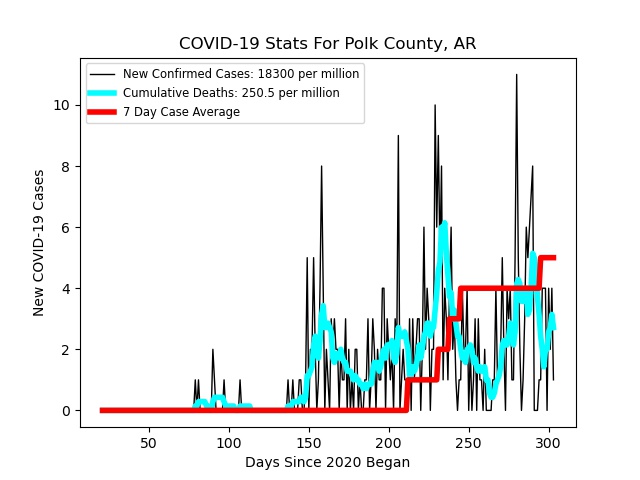 COVID-19 Stats For Polk County, AR
New Confirmed Cases: 18300 per million
Cumulative Deaths: 250.5 per million
7 Day Case Average
New COVID-19 Cases
10
8
6
4
2
0
50 100 150 200 250 300
Days Since 2020 Began